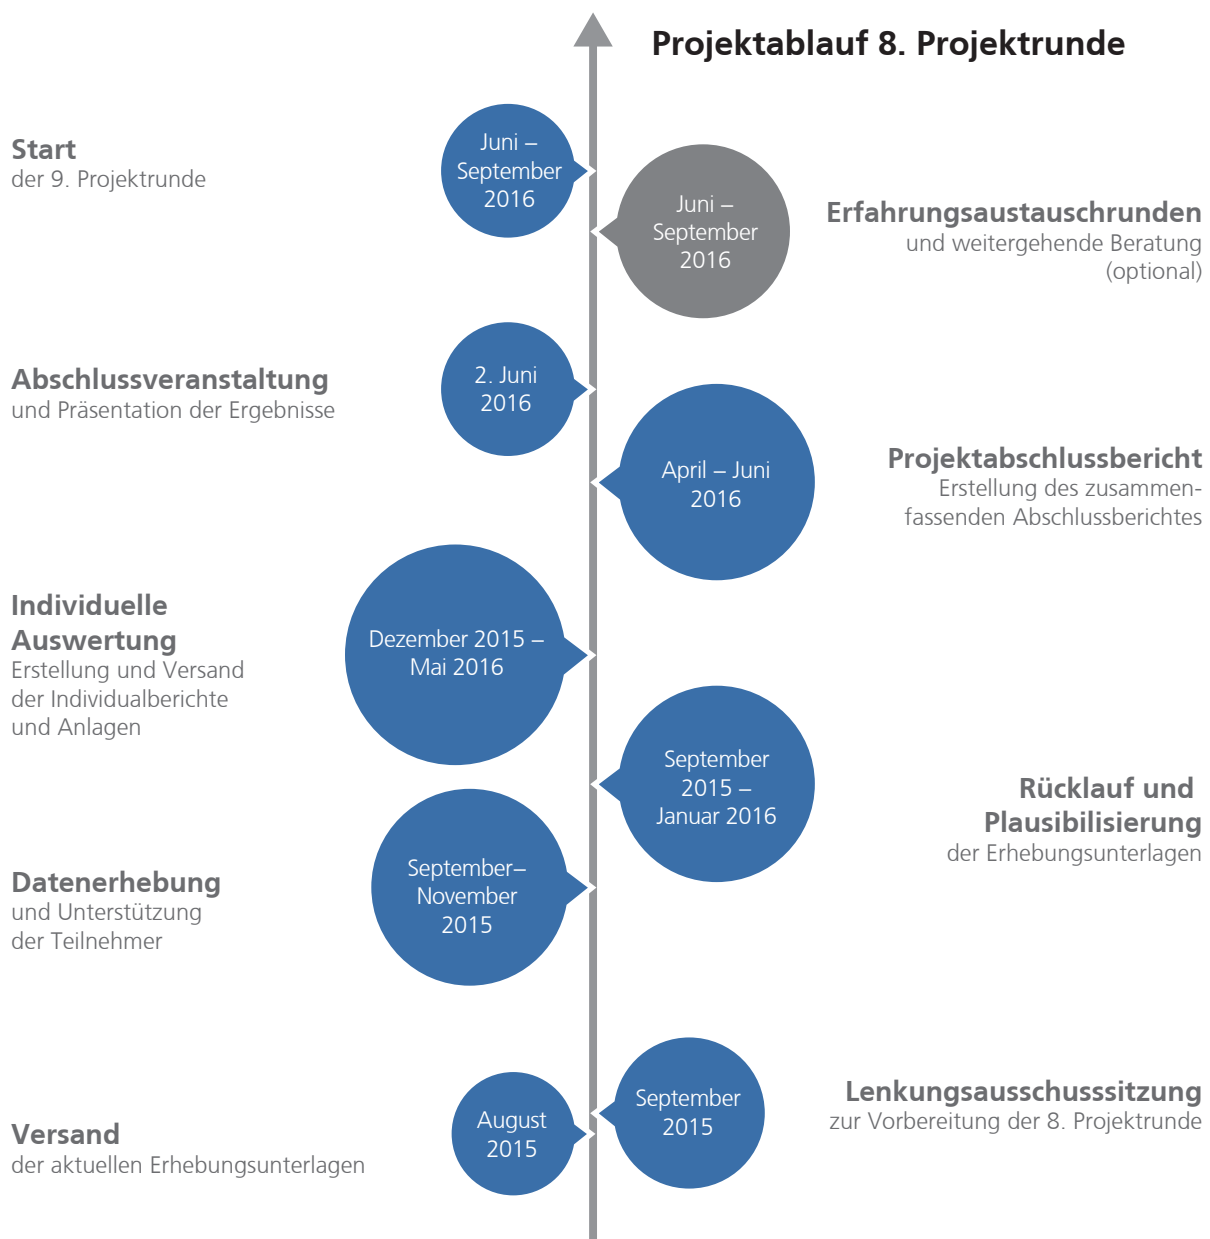 Projektablauf 8. Projektrunde
Start
der 9. Projektrunde
Juni –
September
2016
Juni –
September
2016
Erfahrungsaustauschrunden
und weitergehende Beratung
(optional)
Abschlussveranstaltung
und Präsentation der Ergebnisse
2. Juni
2016
April – Juni
2016
Projektabschlussbericht
Erstellung des zusammen-
fassenden Abschlussberichtes
Individuelle
Auswertung
Erstellung und Versand
der Individualberichte
und Anlagen
Dezember 2015 –
Mai 2016
September
2015 –
Januar 2016
Rücklauf und
Plausibilisierung
der Erhebungsunterlagen
Datenerhebung
und Unterstützung
der Teilnehmer
September–
November
2015
September
2015
Lenkungsausschusssitzung
zur Vorbereitung der 8. Projektrunde
Versand
der aktuellen Erhebungsunterlagen
August
2015